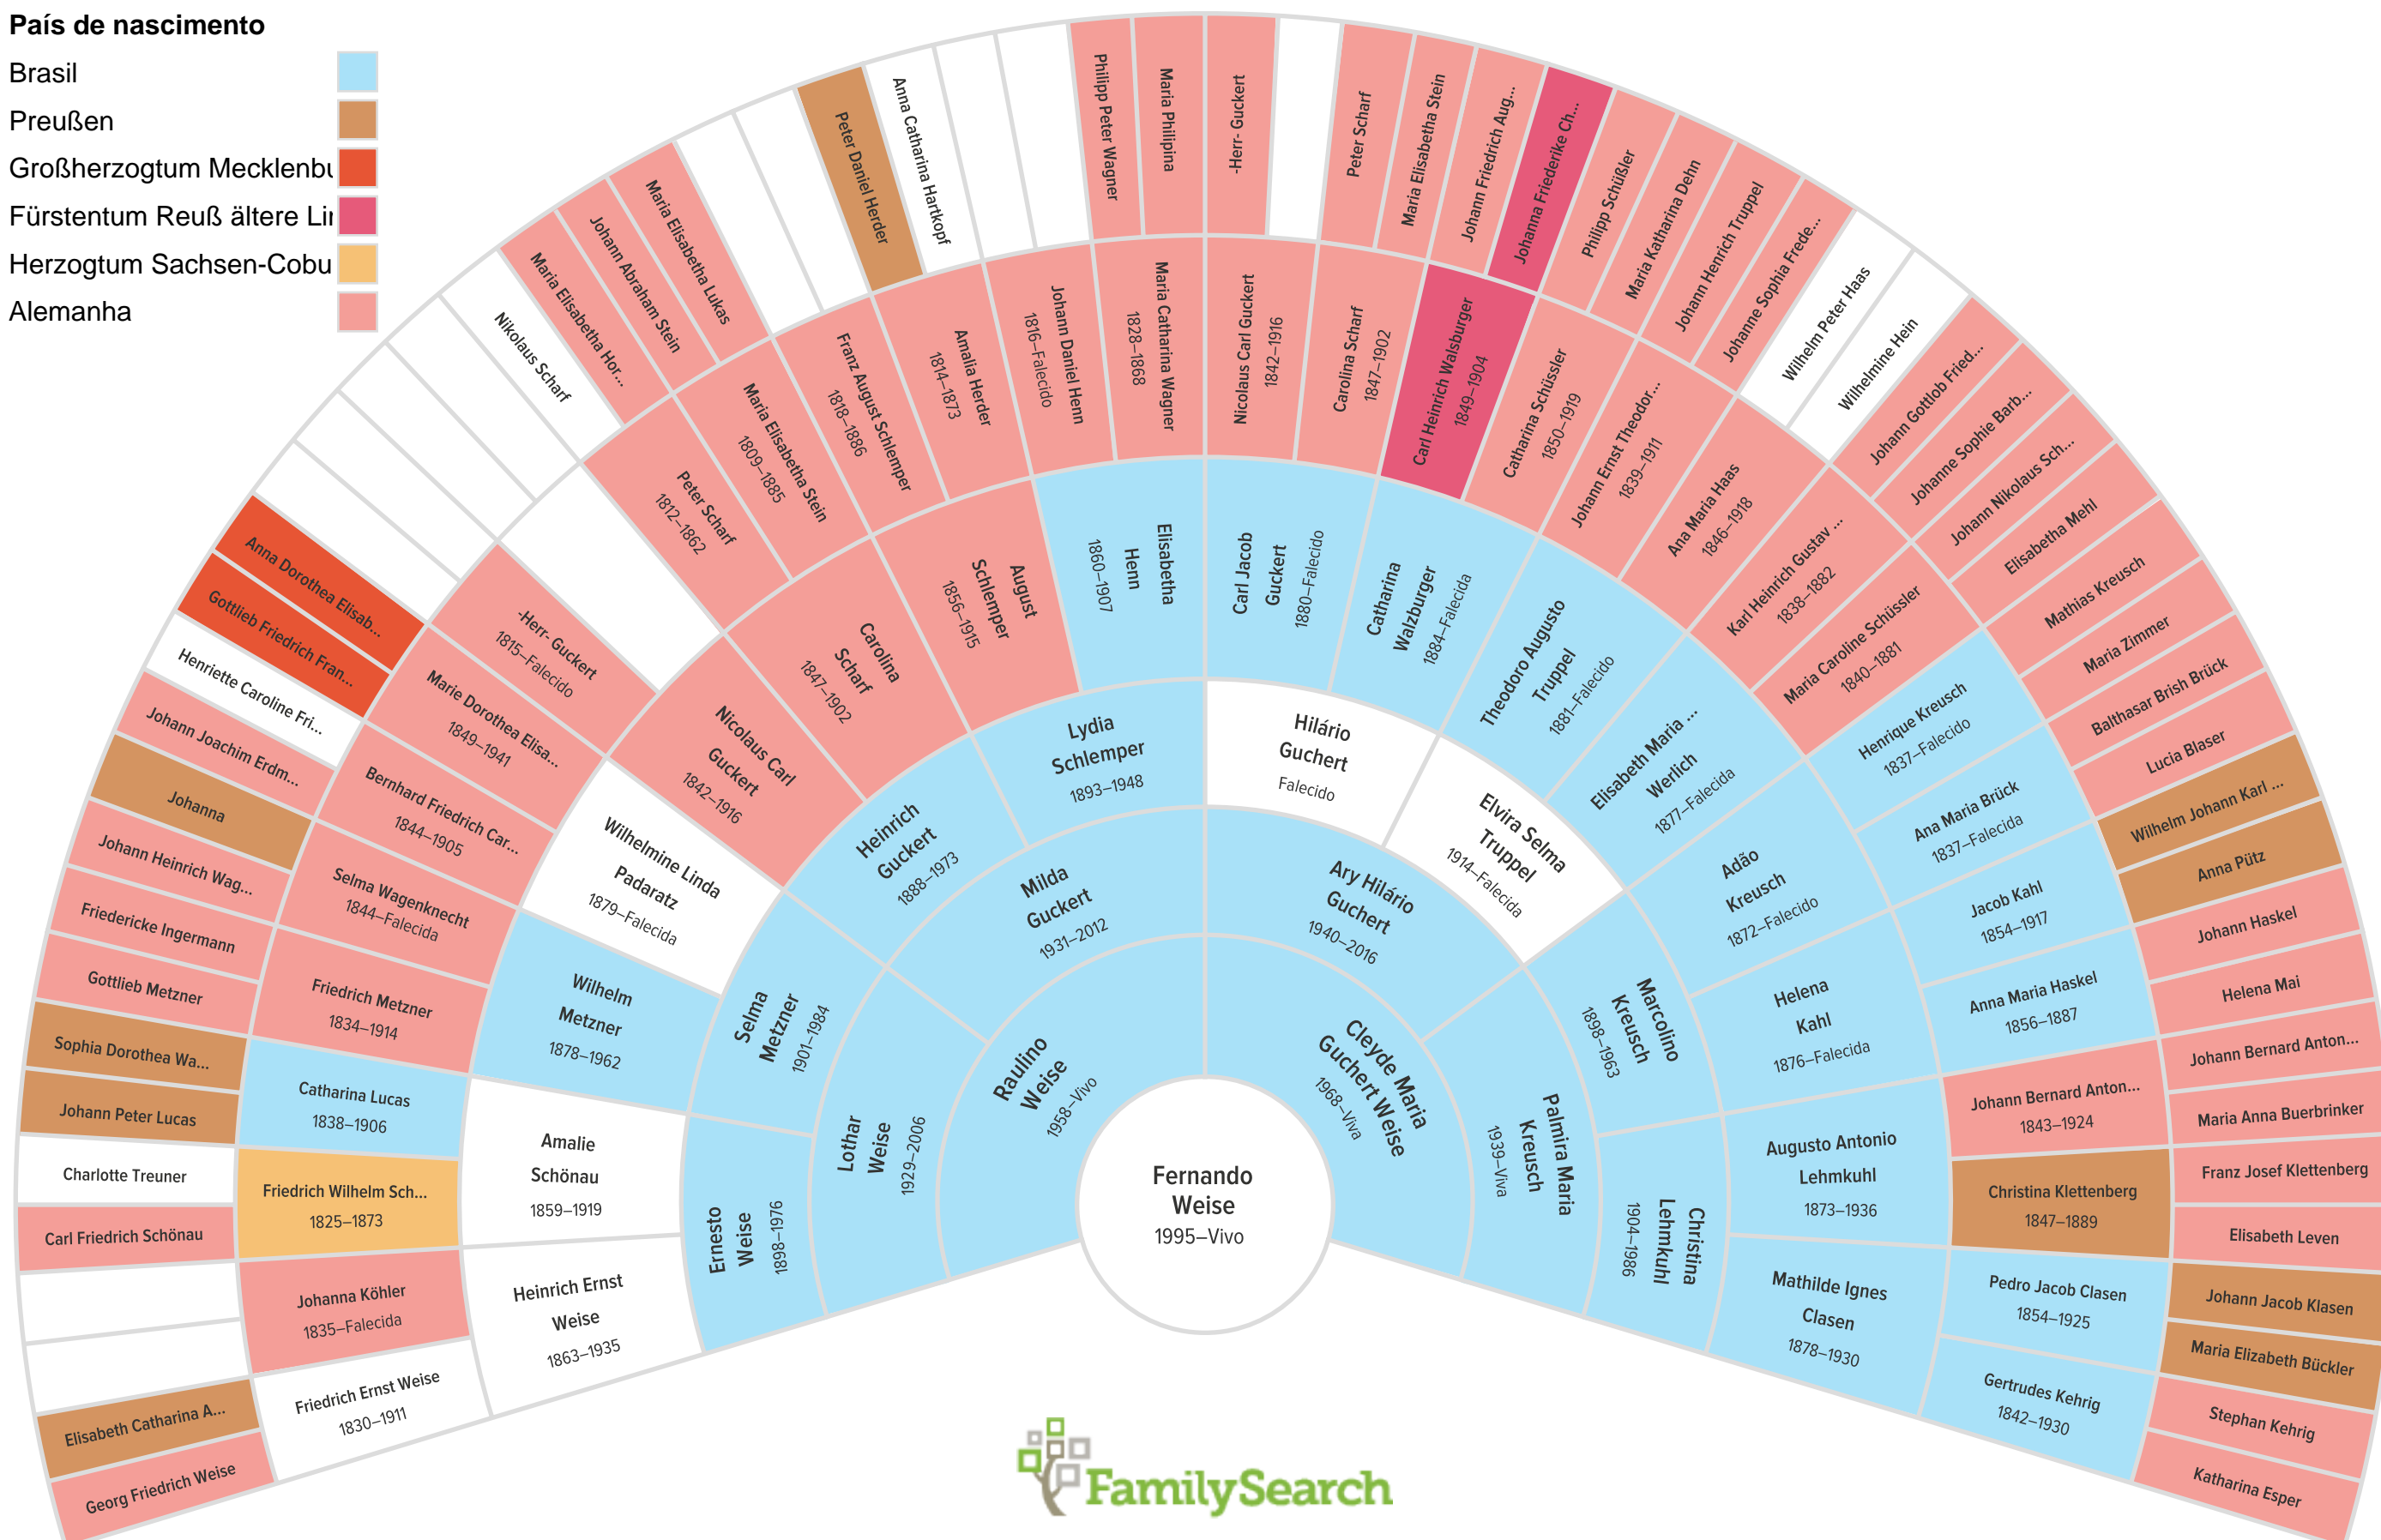 País de nascimento
Brasil
Preußen
Großherzogtum Mecklenbu
Fürstentum Reuß ältere Lin
Herzogtum Sachsen-Cobu
Alemanha
Fernando
Weise
1995–Vivo
Raulino
Weise
1958–Vivo
Cleyde Maria
Guchert Weise
1968–Viva
Lothar
Weise
1929–2006
Milda
Guckert
1931–2012
Ary Hilário
Guchert
1940–2016
Palmira Maria
Kreusch
1939–Viva
Ernesto
Weise
1898–1976
Selma
Metzner
1901–1984
Heinrich
Guckert
1888–1973
Lydia
Schlemper
1893–1948
Hilário
Guchert
Falecido
Elvira Selma
Truppel
1914–Falecida
Marcolino
Kreusch
1898–1963
Christina
Lehmkuhl
1904–1986
Heinrich Ernst
Weise
1863–1935
Amalie
Schönau
1859–1919
Wilhelm
Metzner
1878–1962
Wilhelmine Linda
Padaratz
1879–Falecida
Nicolaus Carl
Guckert
1842–1916
Carolina
Scharf
1847–1902
August
Schlemper
1856–1915
Elisabetha
Henn
1860–1907
Carl Jacob
Guckert
1880–Falecido
Catharina
Walzburger
1884–Falecida
Theodoro Augusto
Truppel
1881–Falecido
Elisabeth Maria ...
Werlich
1877–Falecida
Adão
Kreusch
1872–Falecido
Helena
Kahl
1876–Falecida
Augusto Antonio
Lehmkuhl
1873–1936
Mathilde Ignes
Clasen
1878–1930
Friedrich Ernst Weise
1830–1911
Johanna Köhler
1835–Falecida
Friedrich Wilhelm Sch...
1825–1873
Catharina Lucas
1838–1906
Friedrich Metzner
1834–1914
Selma Wagenknecht
1844–Falecida
Bernhard Friedrich Car...
1844–1905
Marie Dorothea Elisa...
1849–1941
-Herr- Guckert
1815–Falecido
Peter Scharf
1812–1862
Maria Elisabetha Stein
1809–1885
Franz August Schlemper
1818–1886
Amalia Herder
1814–1873
Johann Daniel Henn
1816–Falecido
Maria Catharina Wagner
1828–1868
Nicolaus Carl Guckert
1842–1916
Carolina Scharf
1847–1902
Carl Heinrich Walsburger
1849–1904
Catharina Schüssler
1850–1919
Johann Ernst Theodor...
1839–1911
Ana Maria Haas
1846–1918
Karl Heinrich Gustav ...
1838–1882
Maria Caroline Schüssler
1840–1881
Henrique Kreusch
1837–Falecido
Ana Maria Brück
1837–Falecida
Jacob Kahl
1854–1917
Anna Maria Haskel
1856–1887
Johann Bernard Anton...
1843–1924
Christina Klettenberg
1847–1889
Pedro Jacob Clasen
1854–1925
Gertrudes Kehrig
1842–1930
Georg Friedrich Weise
Elisabeth Catharina A...
Carl Friedrich Schönau
Charlotte Treuner
Johann Peter Lucas
Sophia Dorothea Wa...
Gottlieb Metzner
Friedericke Ingermann
Johann Heinrich Wag...
Johanna
Johann Joachim Erdm...
Henriette Caroline Fri...
Gottlieb Friedrich Fran...
Anna Dorothea Elisab...
Nikolaus Scharf
Maria Elisabetha Hor...
Johann Abraham Stein
Maria Elisabetha Lukas
Peter Daniel Herder
Anna Catharina Hartkopf
Philipp Peter Wagner
Maria Philipina
-Herr- Guckert
Peter Scharf
Maria Elisabetha Stein
Johann Friedrich Aug...
Johanna Friederike Ch...
Philipp Schüßler
Maria Katharina Dehn
Johann Henrich Truppel
Johanne Sophia Frede...
Wilhelm Peter Haas
Wilhelmine Hein
Johann Gottlob Fried...
Johanne Sophie Barb...
Johann Nikolaus Sch...
Elisabetha Mehl
Mathias Kreusch
Maria Zimmer
Balthasar Brish Brück
Lucia Blaser
Wilhelm Johann Karl ...
Anna Pütz
Johann Haskel
Helena Mai
Johann Bernard Anton...
Maria Anna Buerbrinker
Franz Josef Klettenberg
Elisabeth Leven
Johann Jacob Klasen
Maria Elizabeth Bückler
Stephan Kehrig
Katharina Esper
FamilySearch